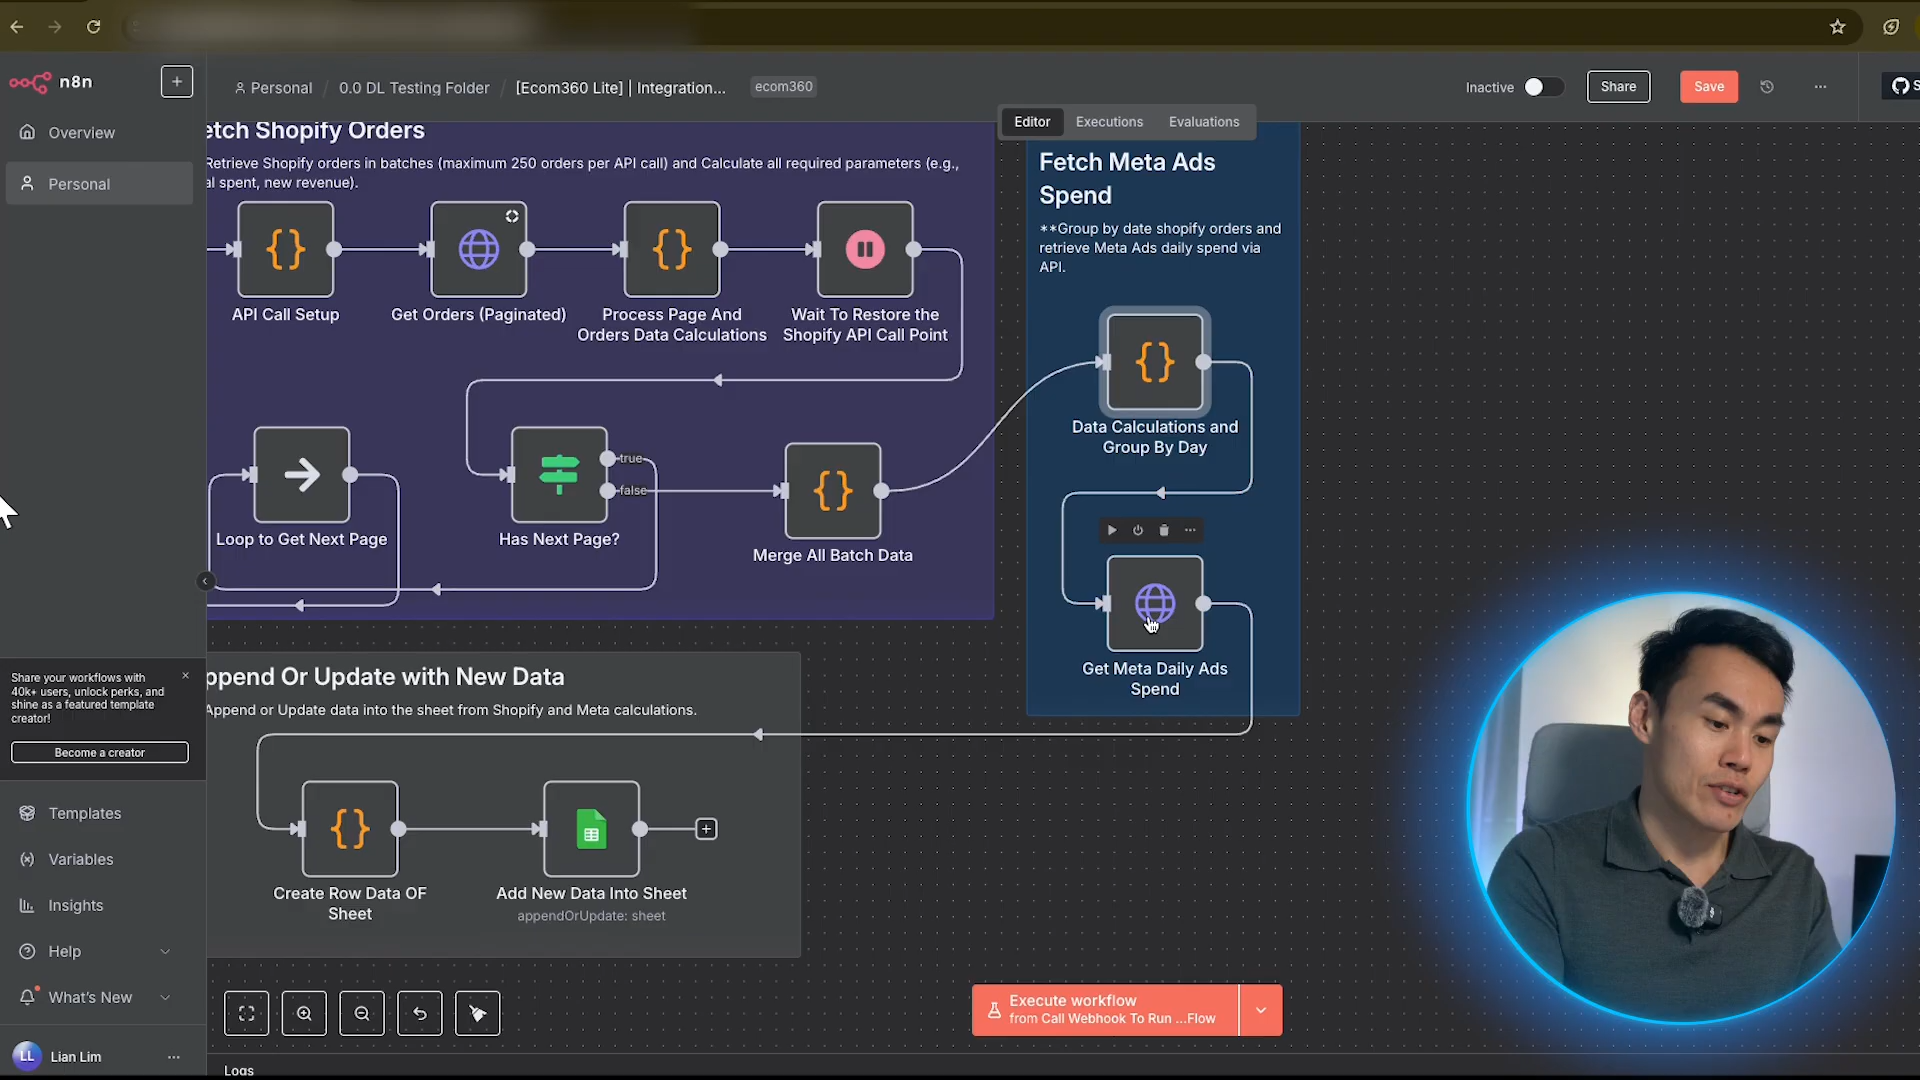 n8n
+
Personal / 0.0 DL Testing Folder / [Ecom360 Lite] | Integration...
ecom360
Inactive
Share
Save
...
S
Editor
Executions
Evaluations
Overview
Personal
etch Shopify Orders
Retrieve Shopify orders in batches (maximum 250 orders per API call) and Calculate all required parameters (e.g.,
al spent, new revenue).
API Call Setup
Get Orders (Paginated)
Process Page And
Orders Data Calculations
Wait To Restore the
Shopify API Call Point
Loop to Get Next Page
Has Next Page?
true
false
Merge All Batch Data
Fetch Meta Ads
Spend
**Group by date shopify orders and
retrieve Meta Ads daily spend via
API.
Data Calculations and
Group By Day
Get Meta Daily Ads
Spend
ppend Or Update with New Data
Append or Update data into the sheet from Shopify and Meta calculations.
Create Row Data OF
Sheet
Add New Data Into Sheet
appendOrUpdate: sheet
Share your workflows with
40k+ users, unlock perks, and
shine as a featured template
creator!
Become a creator
Templates
Variables
Insights
Help
What's New
LL
Lian Lim
...
Execute workflow
from Call Webhook To Run ...Flow
Logs